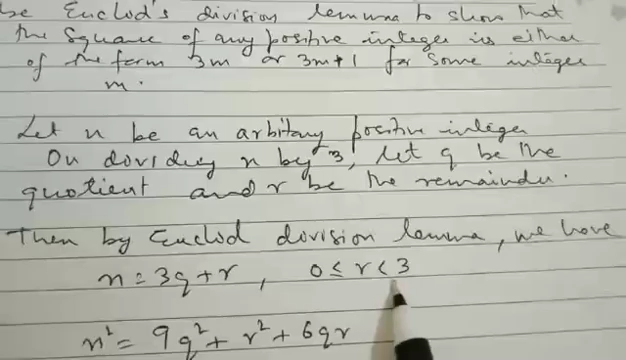 be Euclid's division lemma to show that
the square of any positive integer is either
of the form 3m or 3m+1 for some integer
m.
Let n be an arbitary positive integer
On dividing n by 3, let q be the
quotient and r be the remainder.
Then by Euclid division lemma, we have
n = 3q + r , 0 ≤ r < 3
n² = 9q² + r² + 6qr